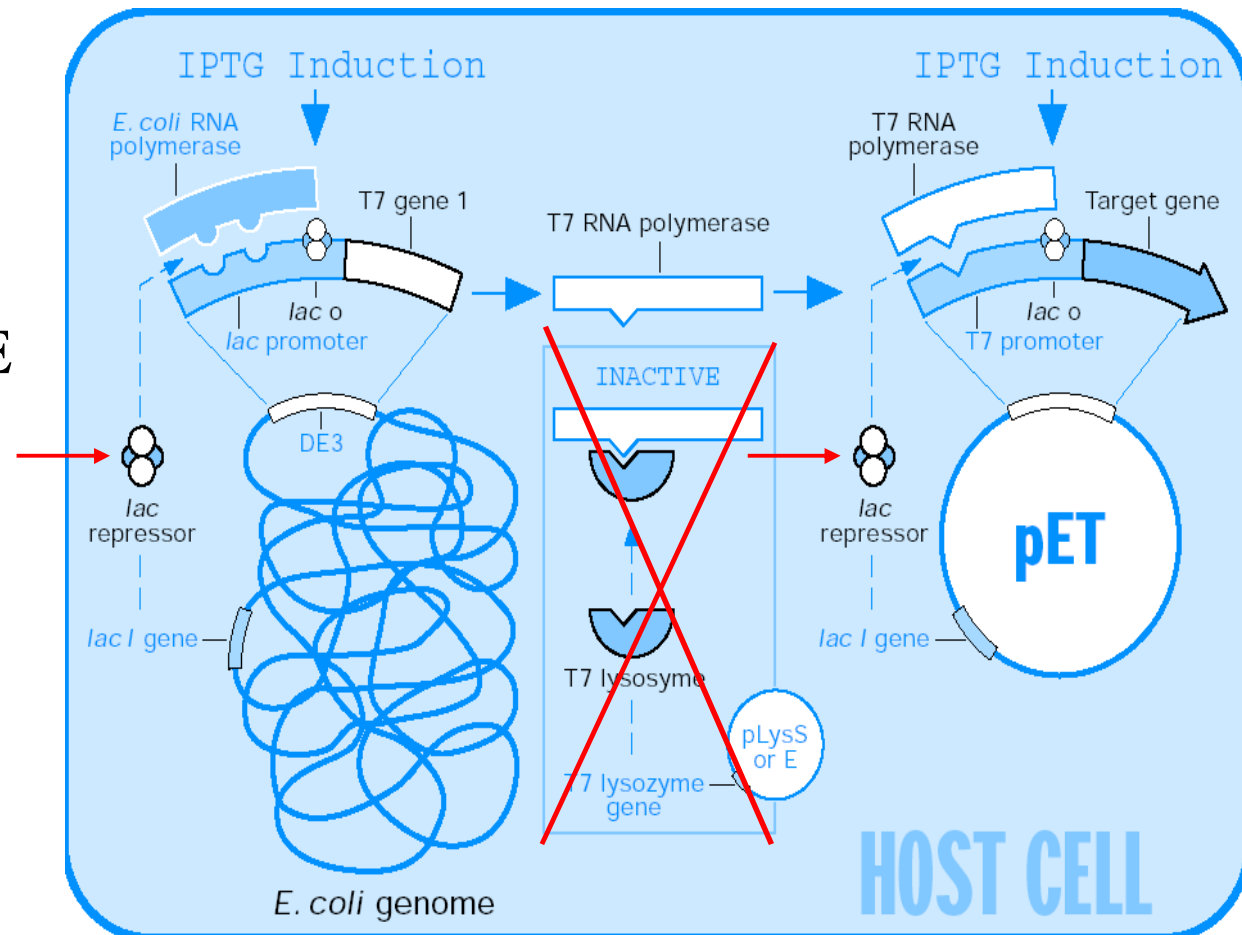 IPTG Induction
IPTG Induction
E. coli RNA
polymerase
T7 gene 1
T7 RNA polymerase
T7 RNA
polymerase
Target gene
lac o
lac promoter
lac o
T7 promoter
E
INACTIVE
DE3
lac
repressor
lac
repressor
pET
lac I gene
lac I gene
T7 lysosyme
pLysS
or E
T7 lysozyme
gene
E. coli genome
HOST CELL